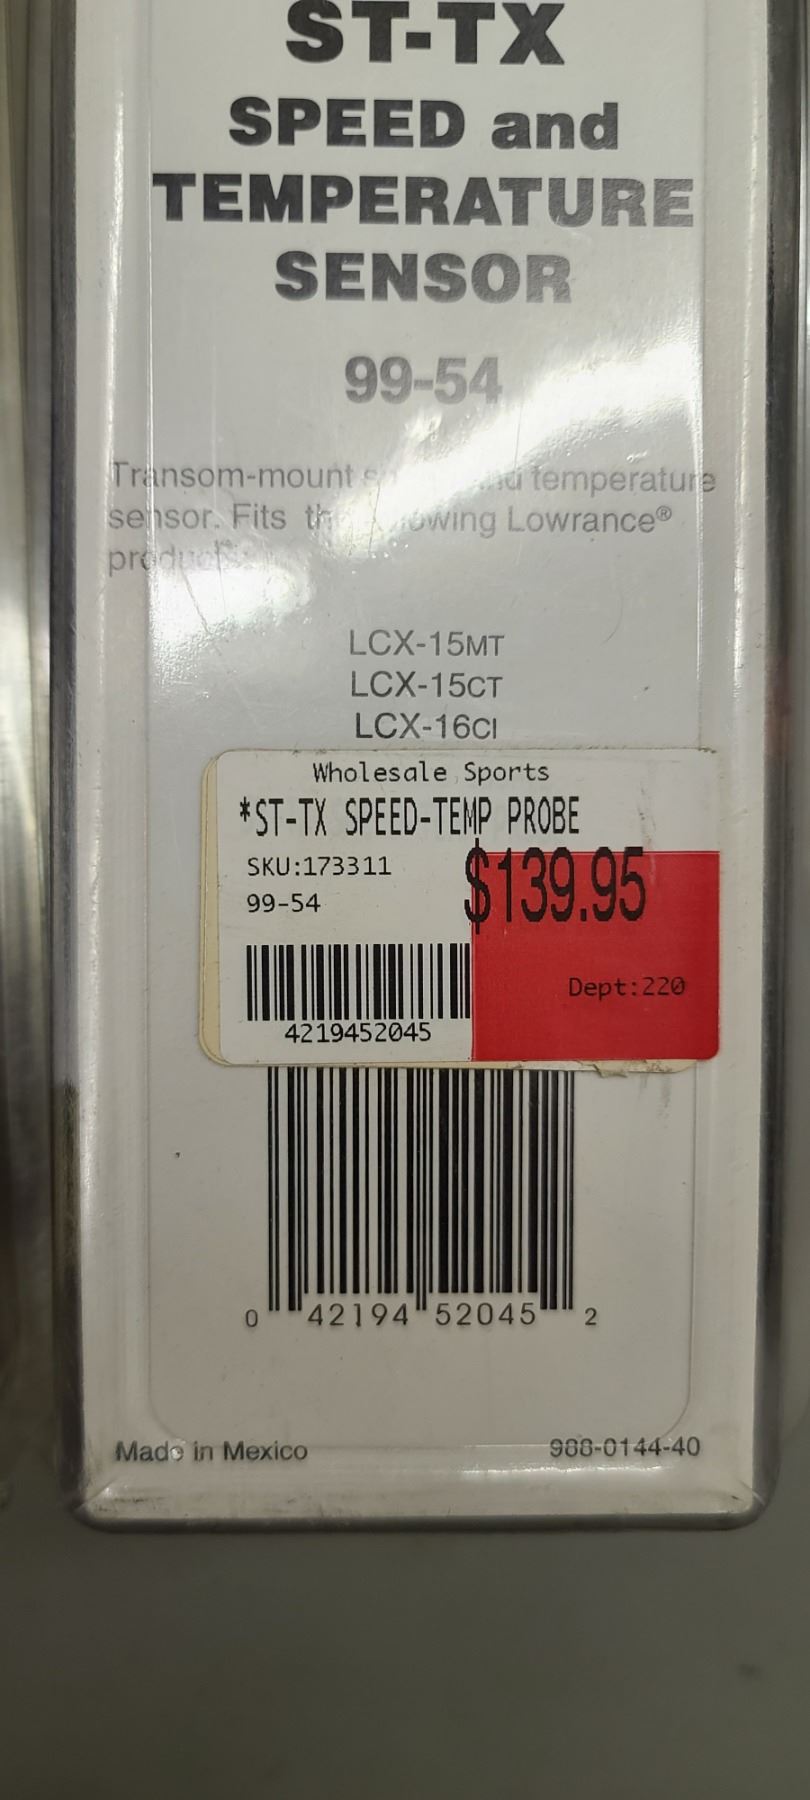 ST-TX
SPEED and
TEMPERATURE
SENSOR
99-54
Transom-mount temperature
sensor. Fits Lowrance®
LCX-15MT
LCX-15CT
LCX-16CI
Wholesale Sports
*ST-TX SPEED-TEMP PROBE
SKU:173311
$139.95
99-54
Dept:220
4219452045
0 42194 52045 2
Made in Mexico
988-0144-40